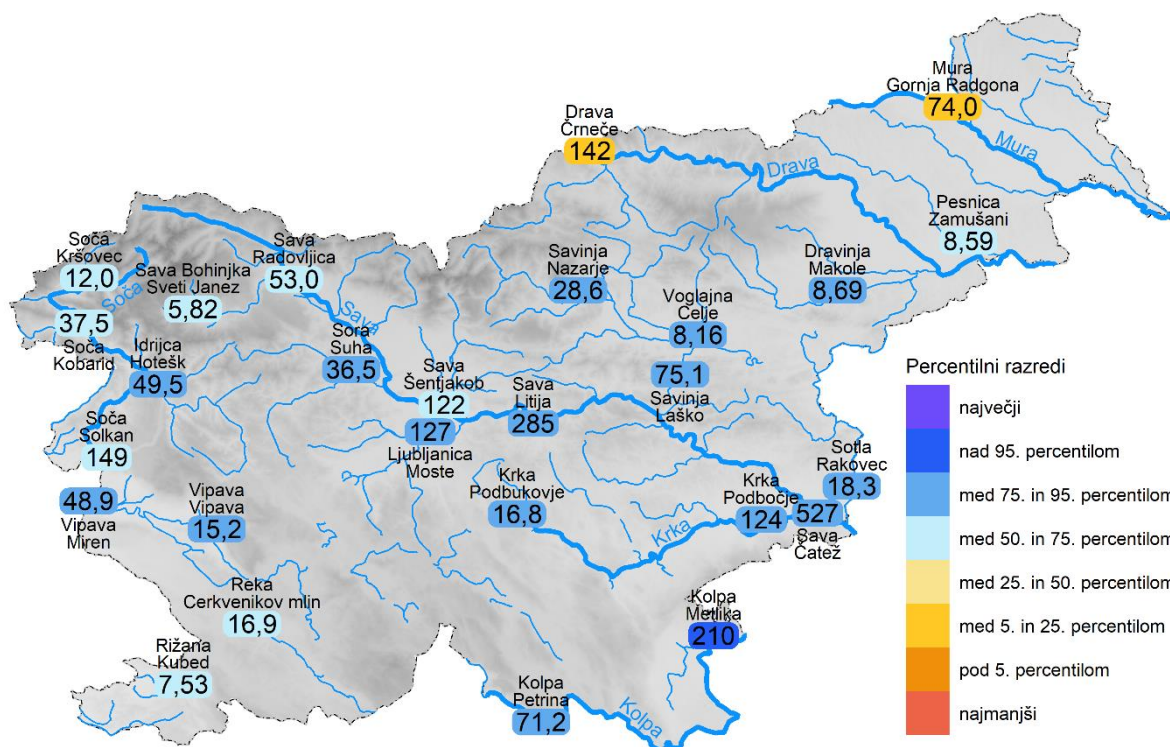 Mura
Gornja Radgona
74,0
Mura
Drava
Črneče
142
Drava
Pesnica
Zamušani
8,59
Soča
Kršovec
12,0
Soča
Sava Bohinjka
Sveti Janez
5,82
Sava
Radovljica
53,0
Sava
Savinja
Nazarje
28,6
Dravinja
Makole
8,69
Voglajna
Celje
8,16
37,5
Soča
Kobarid
Idrijca
Hotešk
49,5
Sora
Suha
36,5
Sava
Šentjakob
122
127
Ljubljanica
Moste
Sava
Litija
285
75,1
Savinja
Laško
Soča
Solkan
149
48,9
Vipava
Miren
Vipava
Vipava
15,2
Krka
Podbukovje
16,8
Krka
Krka
Podbočje
124
Sotla
Rakovec
18,3
527
Sava
Čatež
Reka
Cerkvenikov mlin
16,9
Rižana
Kubed
7,53
Kolpa
Metlika
210
Kolpa
Petrina
71,2
Kolpa
Percentilni razredi
največji
nad 95. percentilom
med 75. in 95. percentilom
med 50. in 75. percentilom
med 25. in 50. percentilom
med 5. in 25. percentilom
pod 5. percentilom
najmanjši